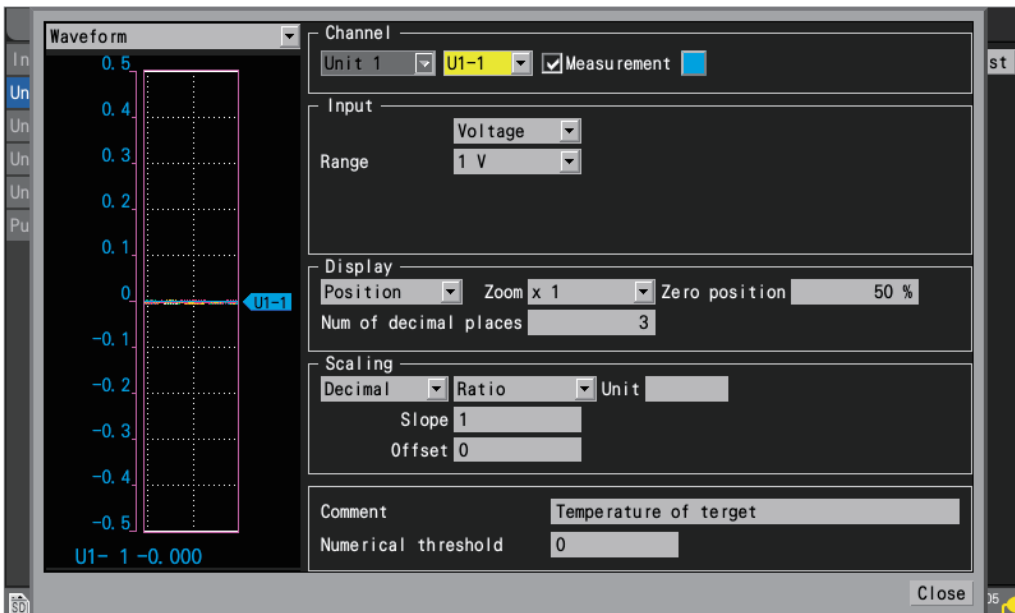 Waveform
0.5
0.4
0.3
0.2
0.1
0
-0.1
-0.2
-0.3
-0.4
-0.5
U1-1
U1- 1 -0.000
Channel
Unit 1 U1-1 Measurement
Input
Voltage
Range 1 V
Display
Position Zoom x 1 Zero position 50 %
Num of decimal places 3
Scaling
Decimal Ratio Unit
Slope 1
Offset 0
Comment Temperature of terget
Numerical threshold 0
Close
In
Un
Un
Un
Un
Pu
st
SD
05